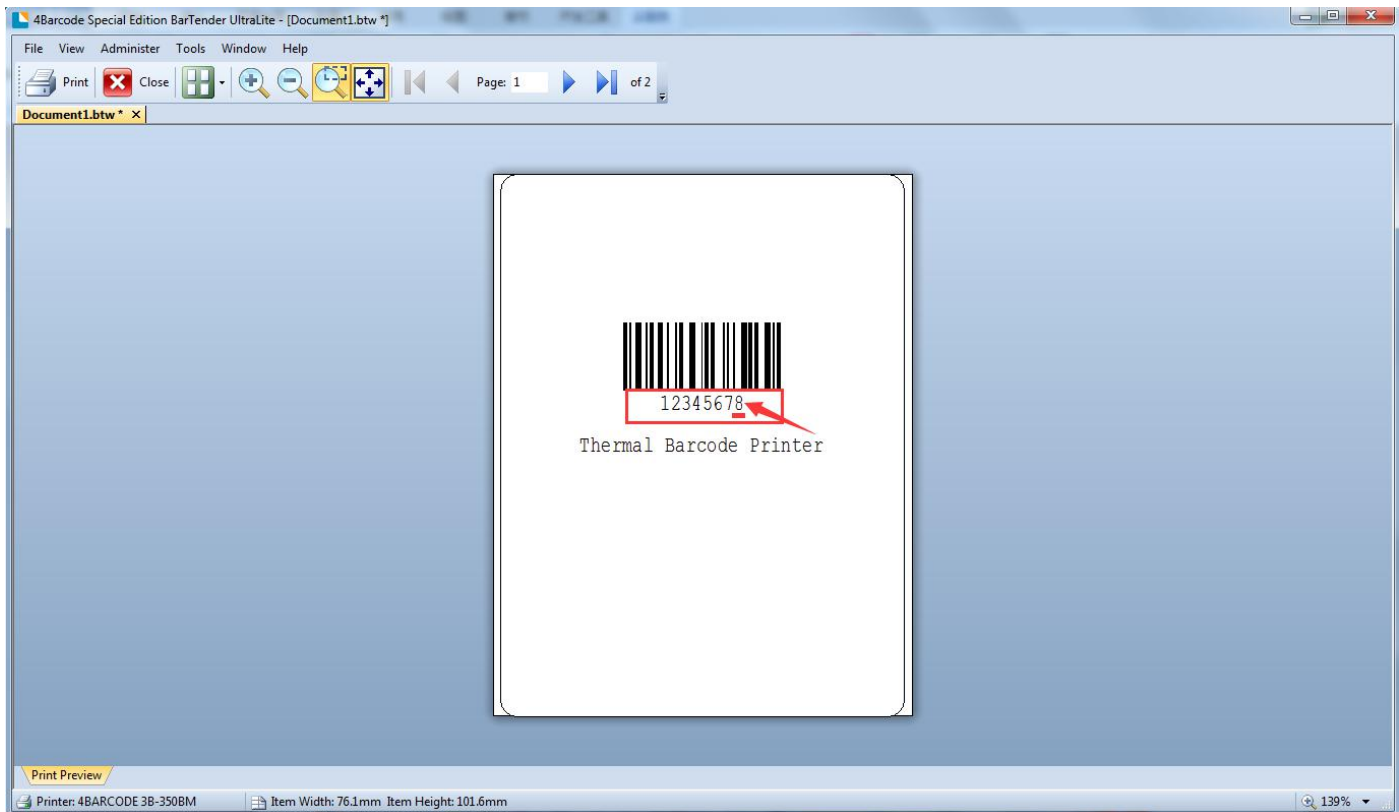 4Barcode Special Edition BarTender UltraLite - [Document1.btw *]
File View Administer Tools Window Help
Print Close Page: 1 of 2
Document1.btw * ×
12345678
Thermal Barcode Printer
Print Preview
Printer: 4BARCODE 3B-350BM Item Width: 76.1mm Item Height: 101.6mm 139%